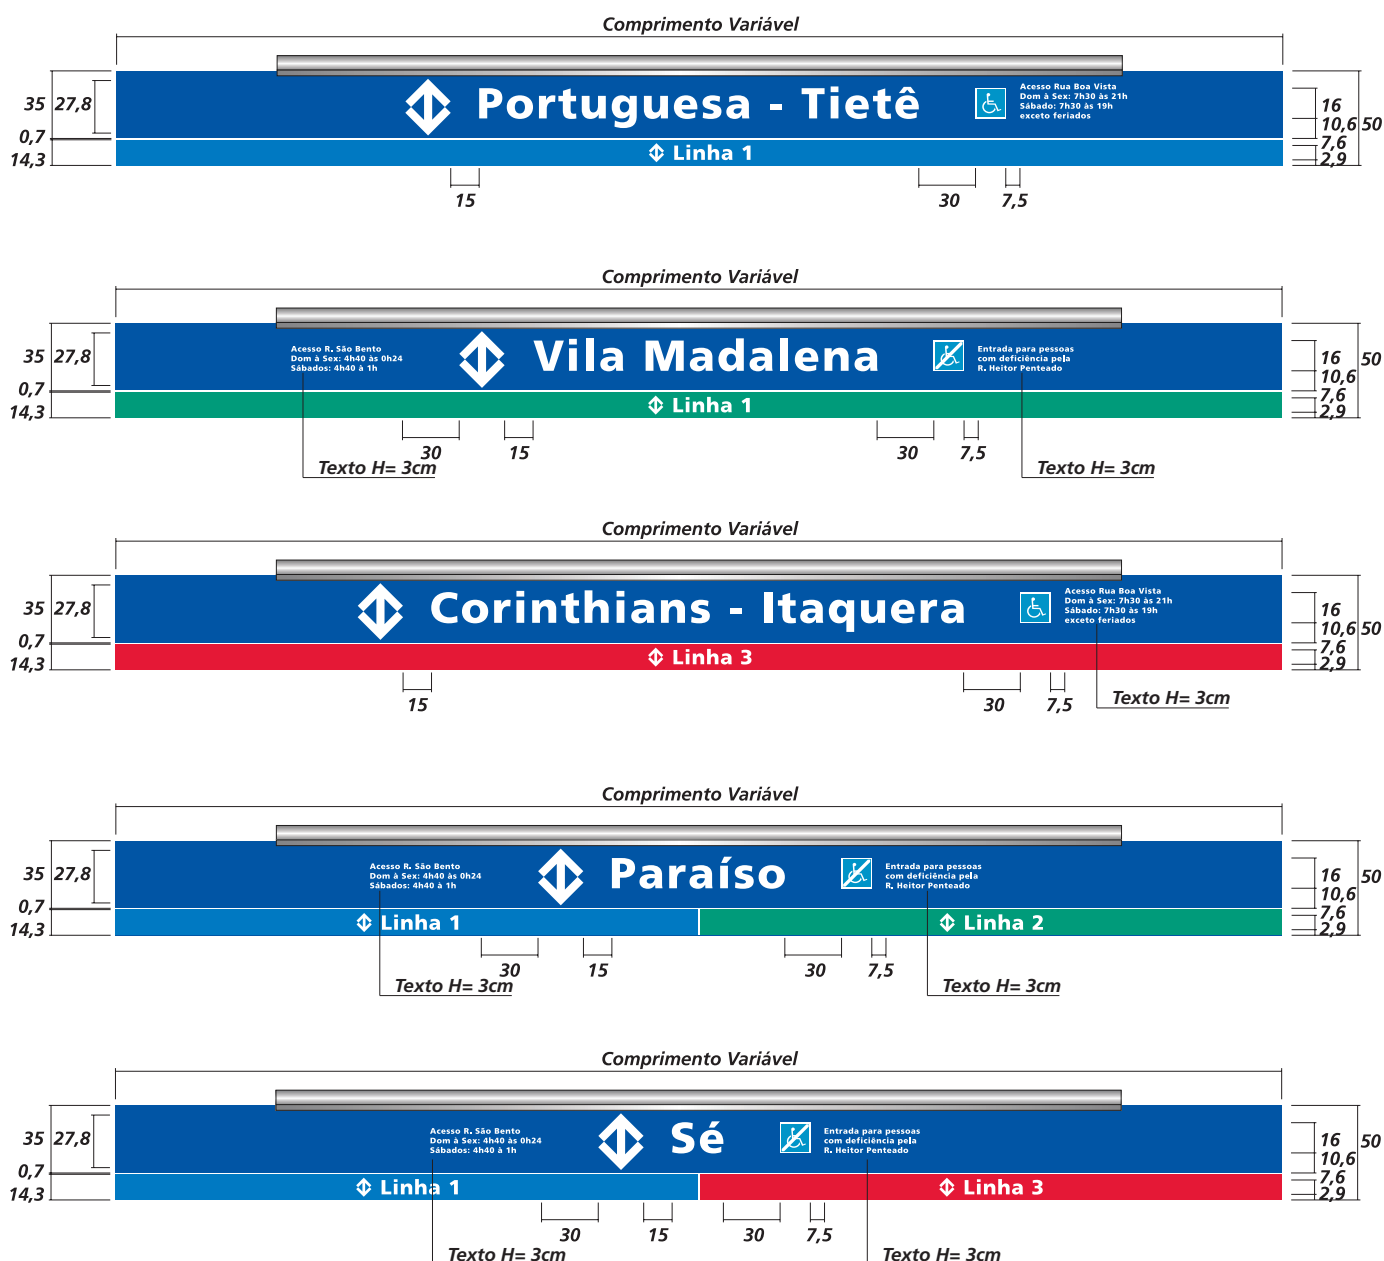 Comprimento Variável
35 27,8
0,7
14,3
Portuguesa - Tietê
Acesso Rua Boa Vista
Dom à Sex: 7h30 às 21h
Sábado: 7h30 às 19h
exceto feriados
Linha 1
16
10,6
7,6
2,9
50
15
30
7,5
Comprimento Variável
35 27,8
0,7
14,3
Acesso R. São Bento
Dom à Sex: 4h40 às 0h24
Sábados: 4h40 à 1h
Vila Madalena
Entrada para pessoas
com deficiência pela
R. Heitor Penteado
Linha 1
16
10,6
7,6
2,9
50
30
15
30
7,5
Texto H= 3cm
Texto H= 3cm
Comprimento Variável
35 27,8
0,7
14,3
Corinthians - Itaquera
Acesso Rua Boa Vista
Dom à Sex: 7h30 às 21h
Sábado: 7h30 às 19h
exceto feriados
Linha 3
16
10,6
7,6
2,9
50
15
30
7,5
Texto H= 3cm
Comprimento Variável
35 27,8
0,7
14,3
Acesso R. São Bento
Dom à Sex: 4h40 às 0h24
Sábados: 4h40 à 1h
Paraíso
Entrada para pessoas
com deficiência pela
R. Heitor Penteado
Linha 1
Linha 2
16
10,6
7,6
2,9
50
30
15
30
7,5
Texto H= 3cm
Texto H= 3cm
Comprimento Variável
35 27,8
0,7
14,3
Acesso R. São Bento
Dom à Sex: 4h40 às 0h24
Sábados: 4h40 à 1h
Sé
Entrada para pessoas
com deficiência pela
R. Heitor Penteado
Linha 1
Linha 3
16
10,6
7,6
2,9
50
30
15
30
7,5
Texto H= 3cm
Texto H= 3cm